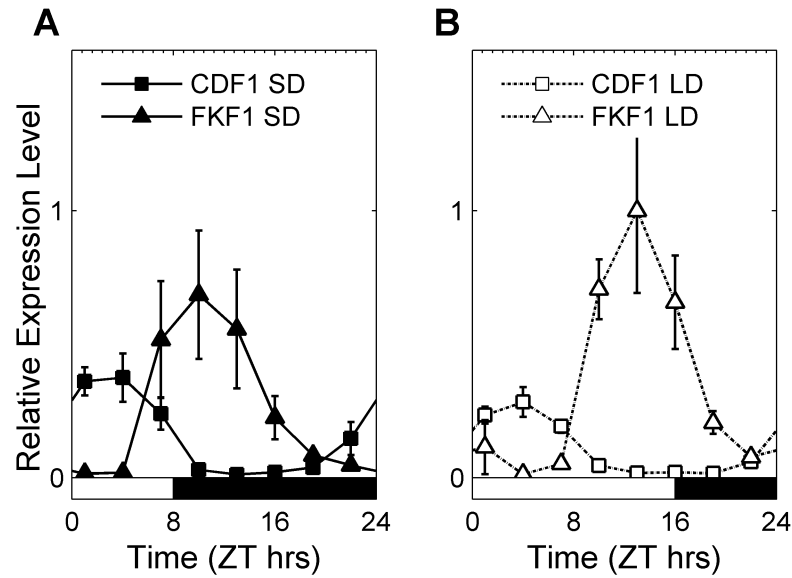 A
CDF1 SD
FKF1 SD
Relative Expression Level
1
0
0 8 16 24
Time (ZT hrs)
B
CDF1 LD
FKF1 LD
1
0
0 8 16 24
Time (ZT hrs)